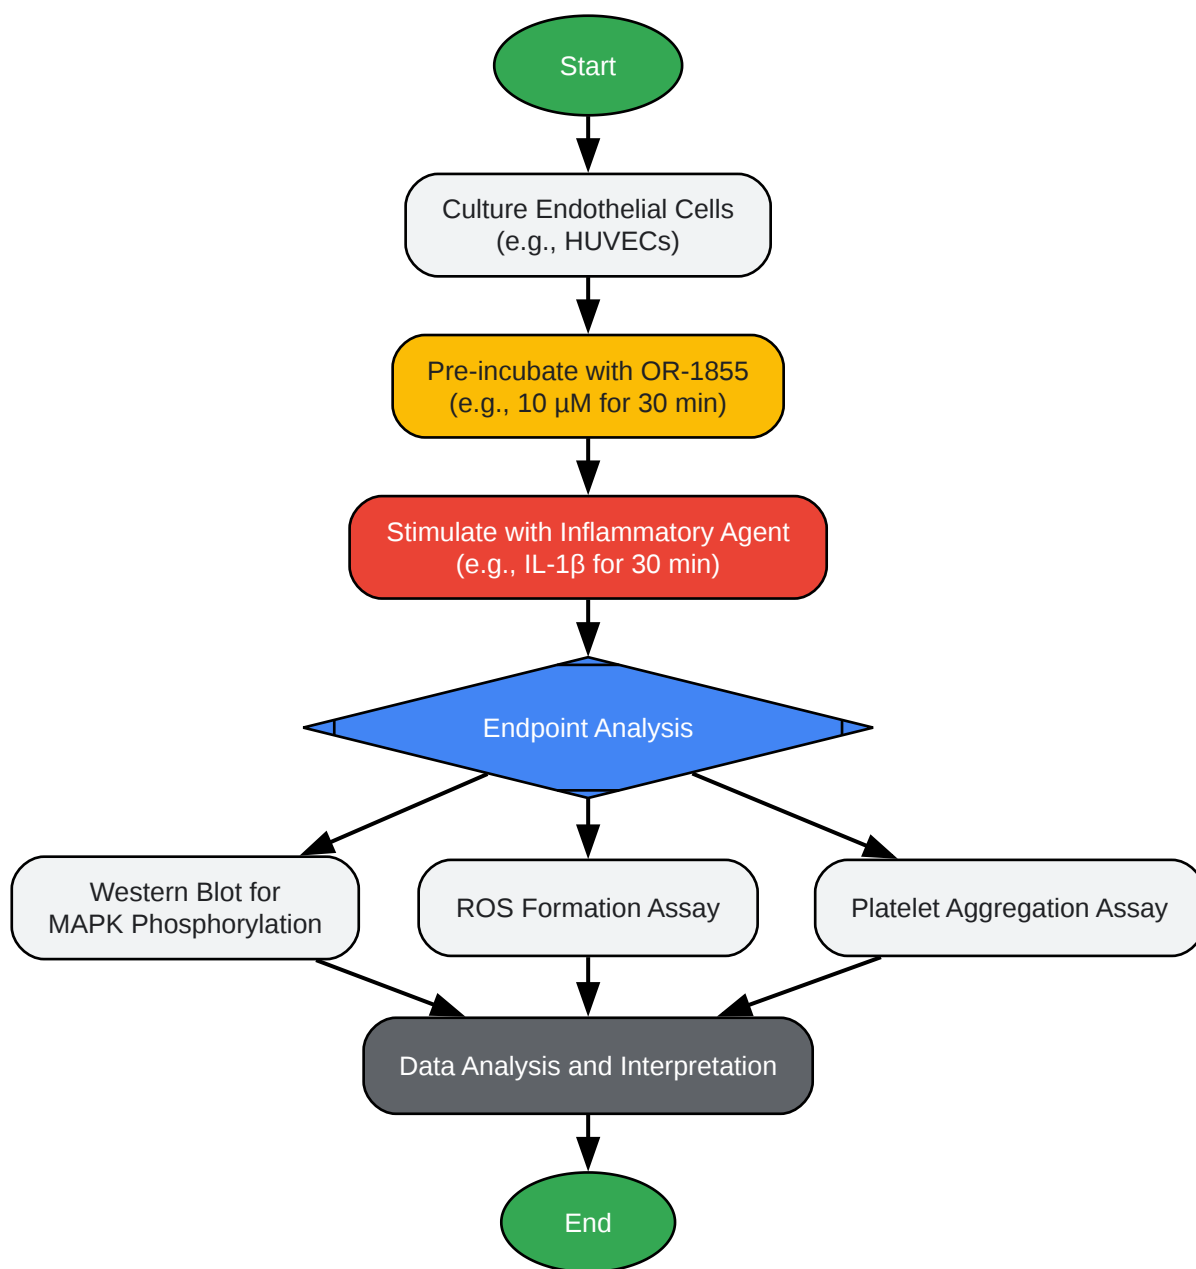 Start
Culture Endothelial Cells
(e.g., HUVECs)
Pre-incubate with OR-1855
(e.g., 10 µM for 30 min)
Stimulate with Inflammatory Agent
(e.g., IL-1β for 30 min)
Endpoint Analysis
Western Blot for
MAPK Phosphorylation
ROS Formation Assay
Platelet Aggregation Assay
Data Analysis and Interpretation
End